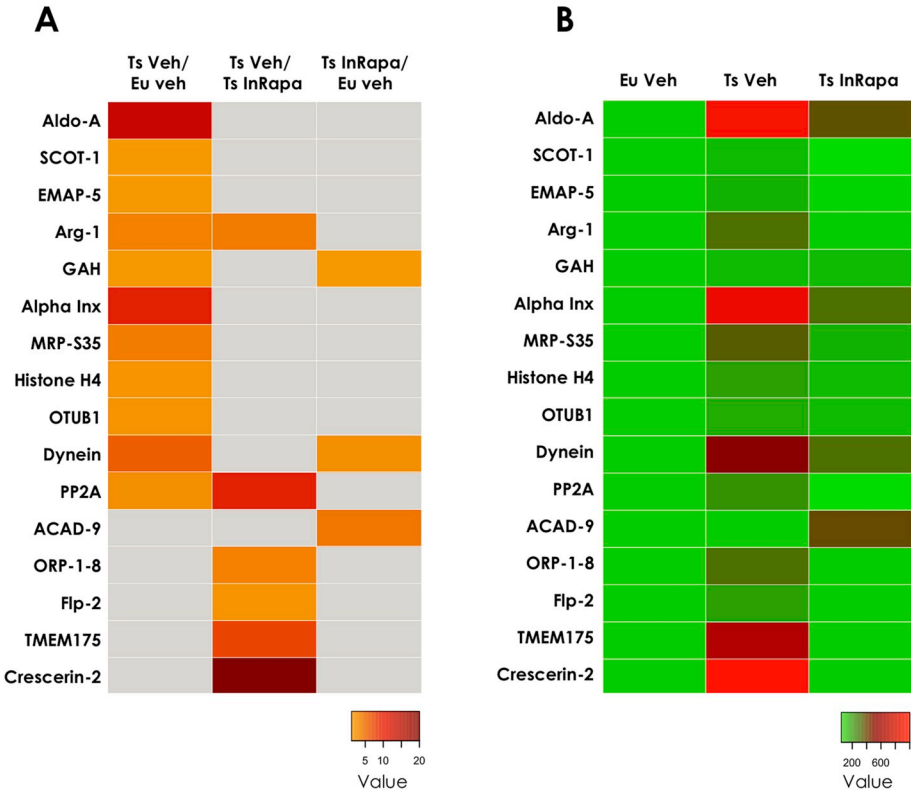 A
Ts Veh/
Eu veh
Ts Veh/
Ts InRapa
Ts InRapa/
Eu veh
Aldo-A
SCOT-1
EMAP-5
Arg-1
GAH
Alpha Inx
MRP-S35
Histone H4
OTUB1
Dynein
PP2A
ACAD-9
ORP-1-8
Flp-2
TMEM175
Crescerin-2
5 10 20
Value
B
Eu Veh Ts Veh Ts InRapa
Aldo-A
SCOT-1
EMAP-5
Arg-1
GAH
Alpha Inx
MRP-S35
Histone H4
OTUB1
Dynein
PP2A
ACAD-9
ORP-1-8
Flp-2
TMEM175
Crescerin-2
200 600
Value